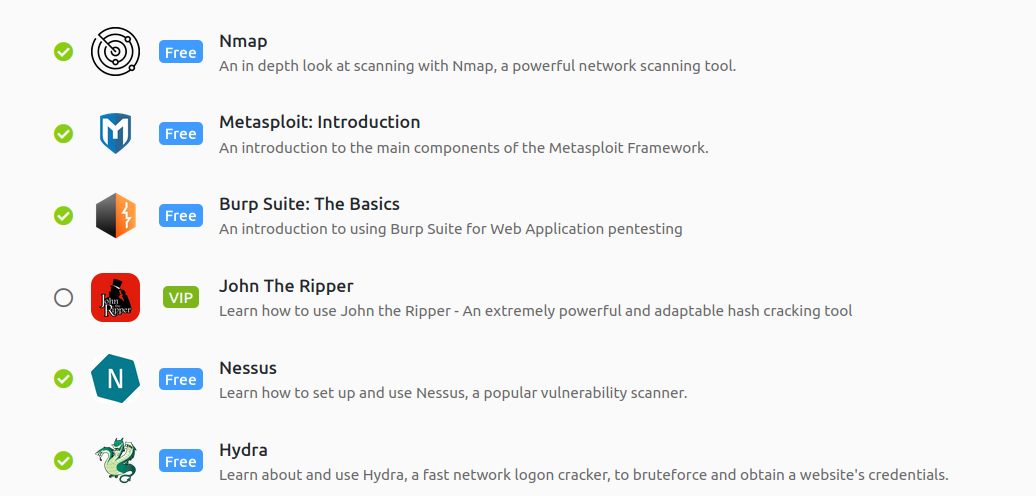 Free
Nmap
An in depth look at scanning with Nmap, a powerful network scanning tool.
Free
Metasploit: Introduction
An introduction to the main components of the Metasploit Framework.
Free
Burp Suite: The Basics
An introduction to using Burp Suite for Web Application pentesting
John
the
Ripper
VIP
John The Ripper
Learn how to use John the Ripper - An extremely powerful and adaptable hash cracking tool
N
Free
Nessus
Learn how to set up and use Nessus, a popular vulnerability scanner.
Free
Hydra
Learn about and use Hydra, a fast network logon cracker, to bruteforce and obtain a website's credentials.